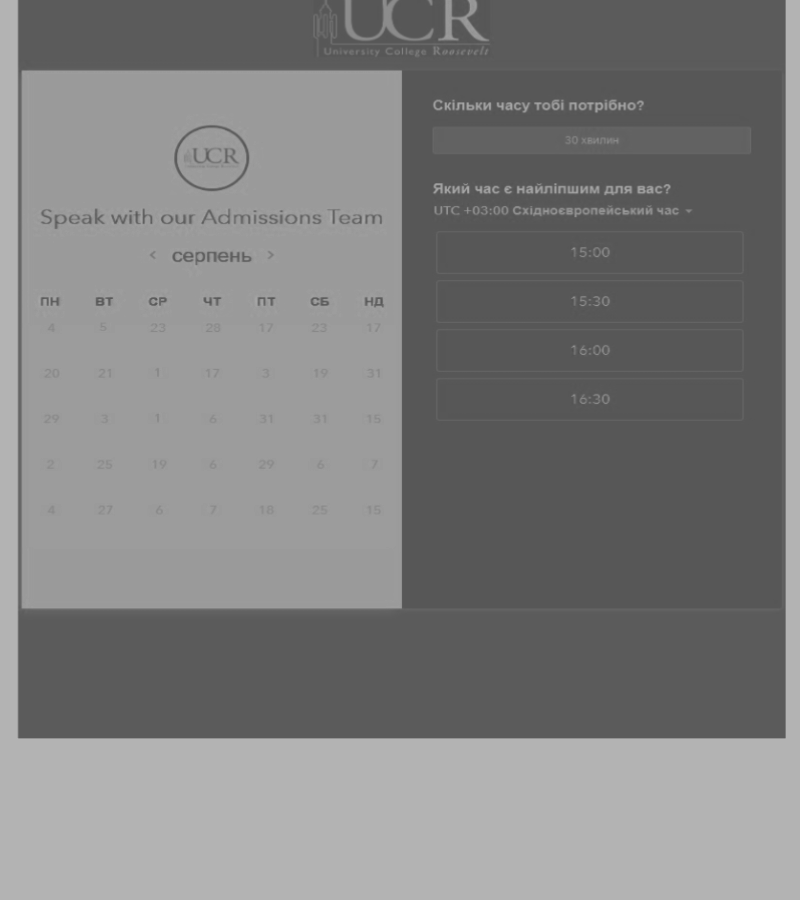 UCR
University College Roosevelt
UCR
Speak with our Admissions Team
‹ серпень ›
ПН ВТ СР ЧТ ПТ СБ НД
4 5 23 28 17 23 17
20 21 1 17 3 19 31
29 3 1 6 31 31 15
2 25 19 6 29 6 7
4 27 6 7 18 25 15
Скільки часу тобі потрібно?
30 хвилин
Який час є найліпшим для вас?
UTC +03:00 Східноєвропейський час
15:00
15:30
16:00
16:30